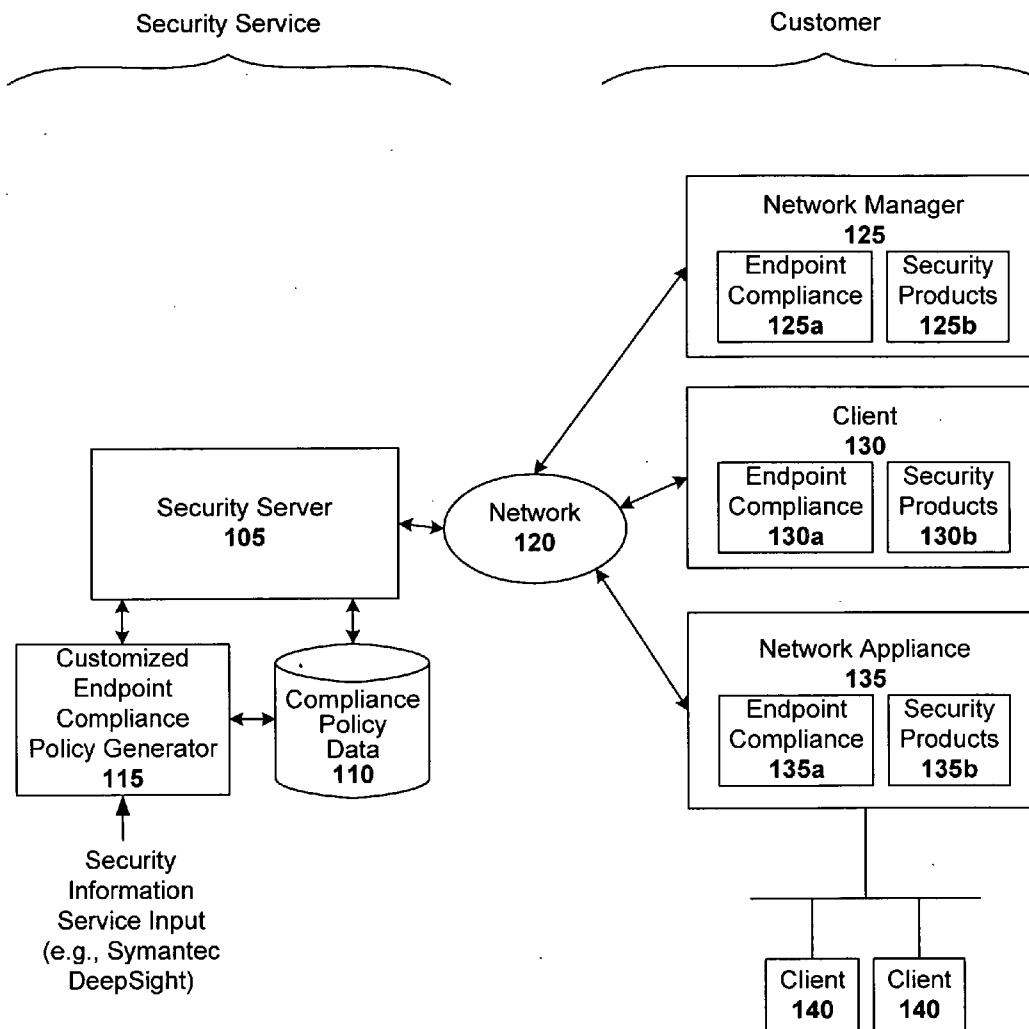 Security Service
Customer
Network Manager
125
Endpoint
Compliance
125a
Security
Products
125b
Client
130
Endpoint
Compliance
130a
Security
Products
130b
Security Server
105
Network
120
Customized
Endpoint
Compliance
Policy Generator
115
Compliance
Policy
Data
110
Network Appliance
135
Endpoint
Compliance
135a
Security
Products
135b
Security
Information
Service Input
(e.g., Symantec
DeepSight)
Client
140
Client
140